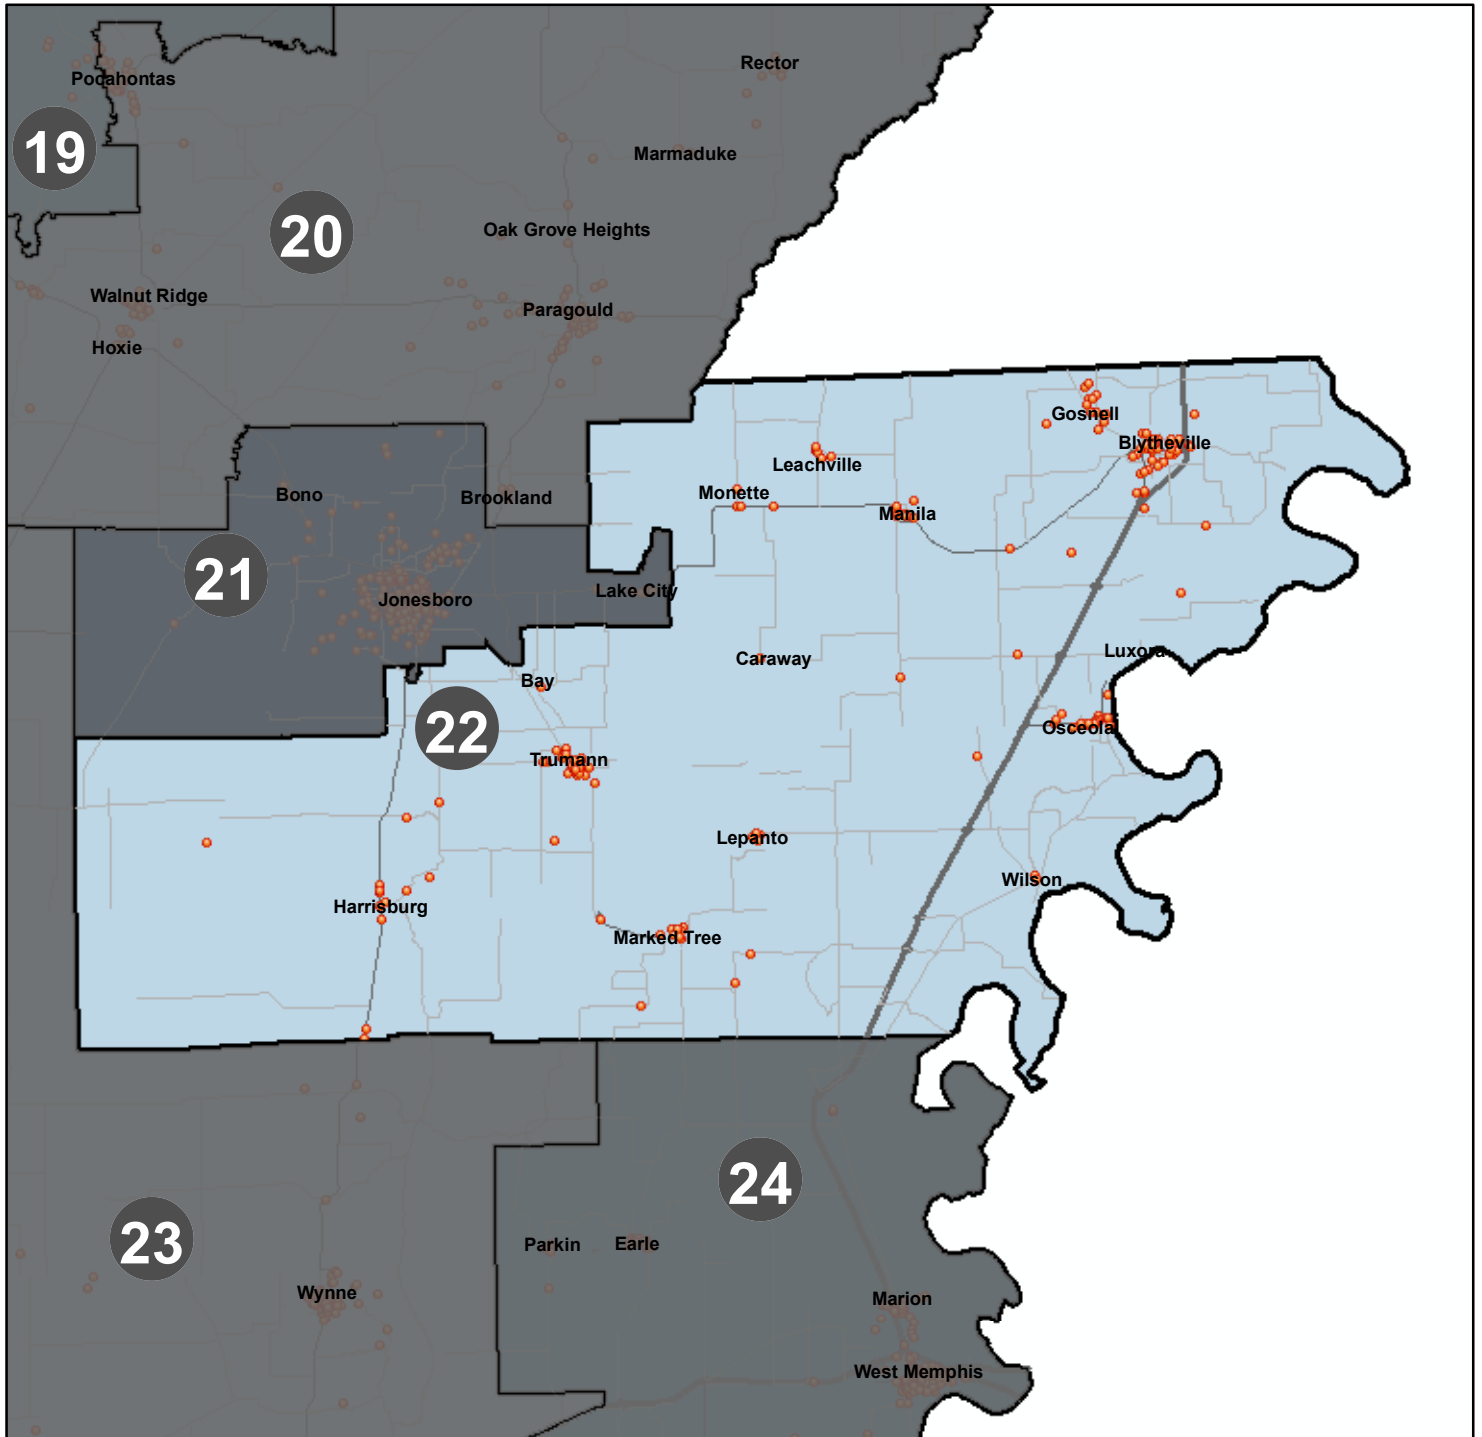 Rector
Pocahontas
19
Marmaduke
20
Oak Grove Heights
Walnut Ridge
Paragould
Hoxie
Gosnell
Blytheville
Leachville
Monette
Bono
Brookland
Manila
21
Lake City
Jonesboro
Luxora
Caraway
Bay
22
Osceola
Trumann
Lepanto
Wilson
Harrisburg
Marked Tree
24
23
Parkin
Earle
Wynne
Marion
West Memphis